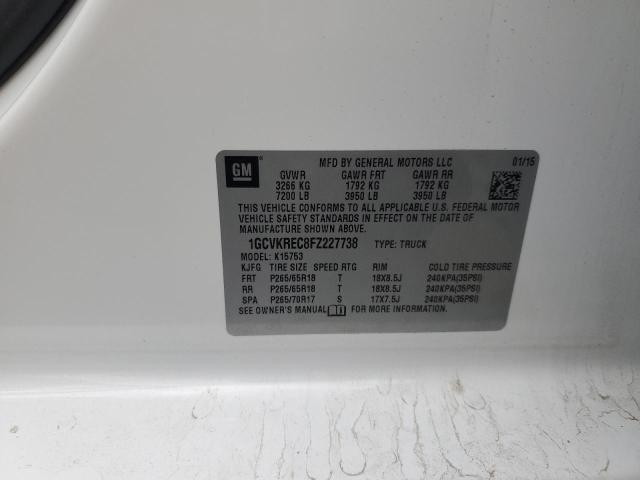 GM
MFD BY GENERAL MOTORS LLC 01/15
GVWR GAWR FRT GAWR RR
3266 KG 1792 KG 1792 KG
7200 LB 3950 LB 3950 LB
THIS VEHICLE CONFORMS TO ALL APPLICABLE U.S. FEDERAL MOTOR
VEHICLE SAFETY STANDARDS IN EFFECT ON THE DATE OF
MANUFACTURE SHOWN ABOVE.
1GCVKREC8FZ227738 TYPE: TRUCK
MODEL: K15753
KJFG TIRE SIZE SPEED RTG RIM COLD TIRE PRESSURE
FRT P265/65R18 T 18X8.5J 240KPA(35PSI)
RR P265/65R18 T 18X8.5J 240KPA(35PSI)
SPA P265/70R17 S 17X7.5J 240KPA(35PSI)
SEE OWNER'S MANUAL FOR MORE INFORMATION.